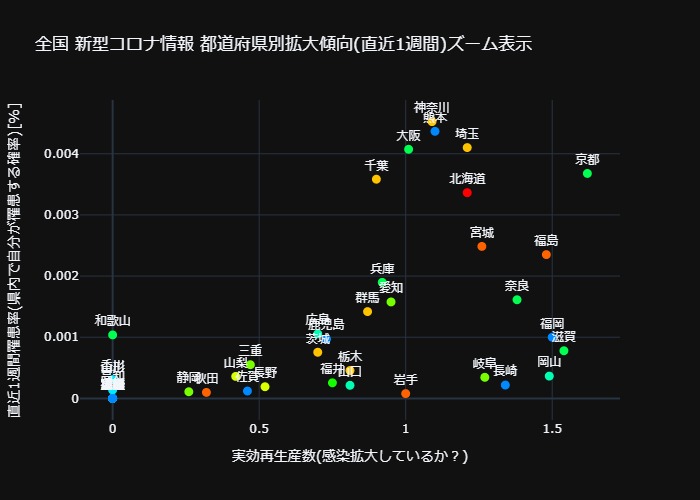 全国 新型コロナ情報 都道府県別拡大傾向(直近1週間)ズーム表示
直近1週間罹患率(県内で自分が罹患する確率)[%]
0.004
0.003
0.002
0.001
0
神奈川
熊本
大阪
埼玉
千葉
京都
北海道
宮城
福島
兵庫
愛知
奈良
群馬
和歌山
広島
鹿児島
茨城
福岡
滋賀
三重
山梨
長野
栃木
福井
山口
岐阜
長崎
岡山
香川
静岡
秋田
佐賀
岩手
0
0.5
1
1.5
実効再生産数(感染拡大しているか？)